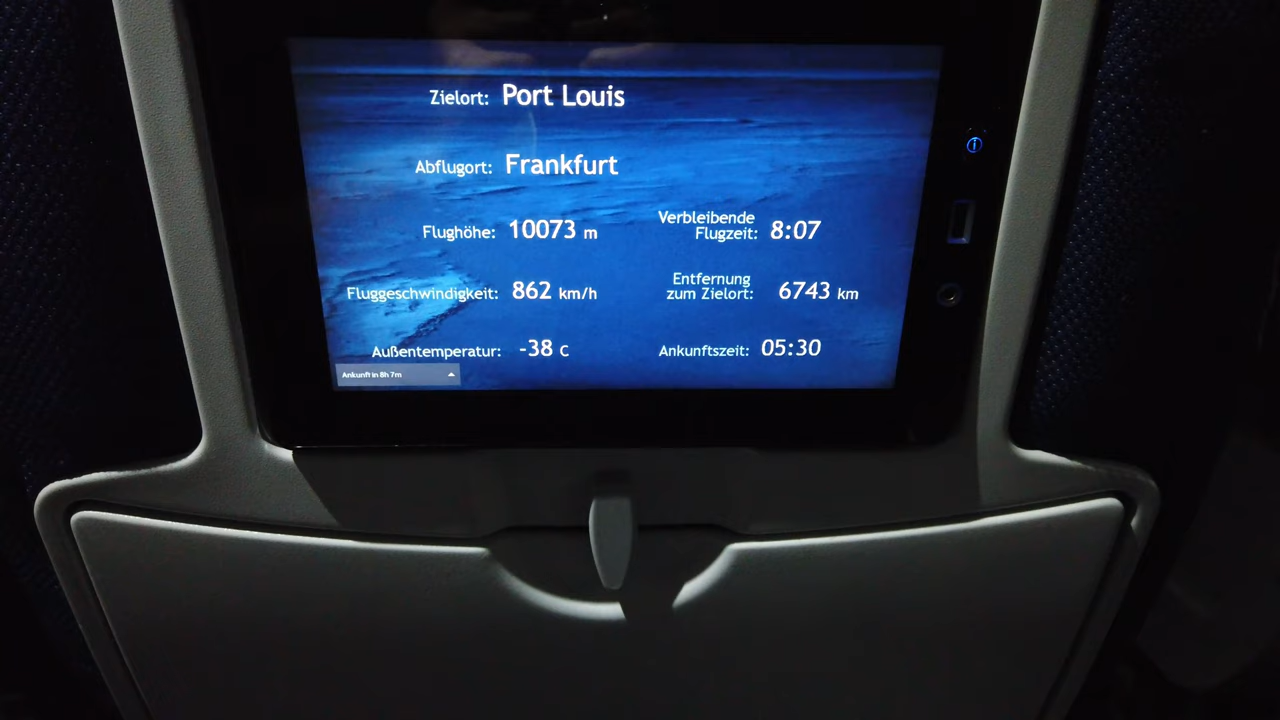 Zielort: Port Louis
Abflugort: Frankfurt
Flughöhe: 10073 m
Verbleibende
Flugzeit: 8:07
Fluggeschwindigkeit: 862 km/h
Entfernung
zum Zielort: 6743 km
Außentemperatur: -38 C
Ankunftszeit: 05:30
Ankunft in 8h 7m